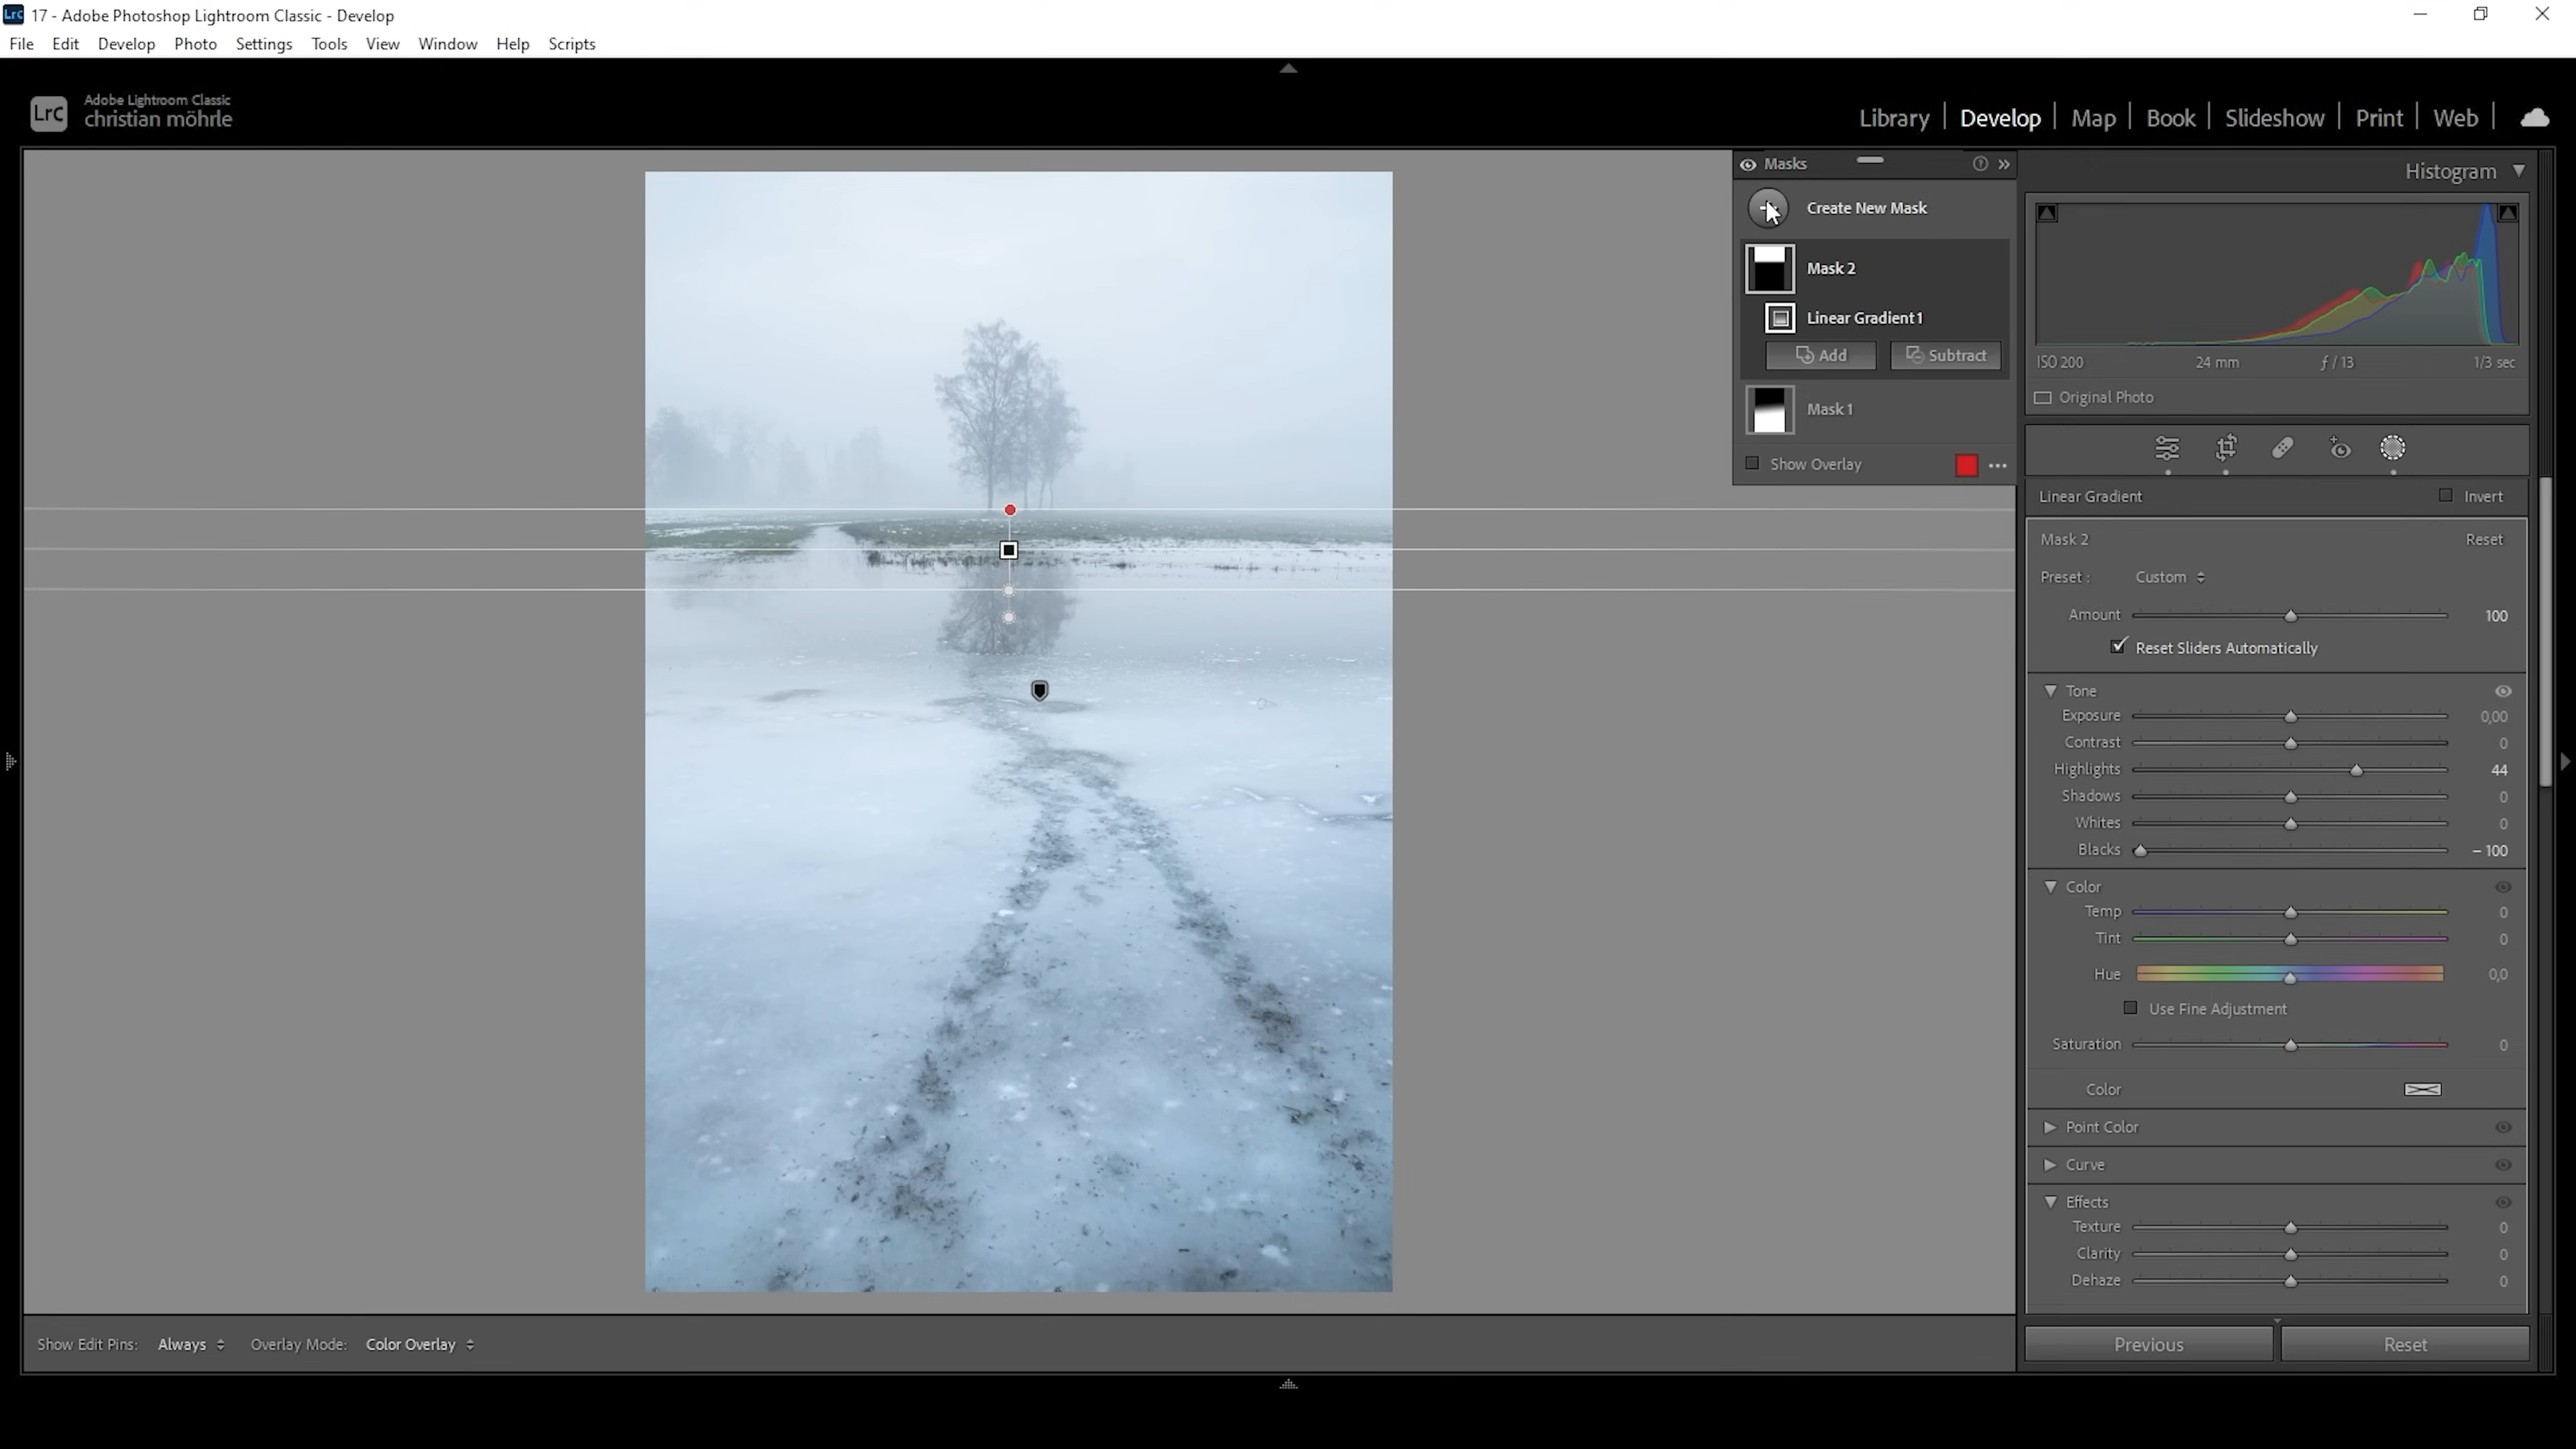 Lrc 17 - Adobe Photoshop Lightroom Classic - Develop
File Edit Develop Photo Settings Tools View Window Help Scripts
Lrc Adobe Lightroom Classic
christian möhrle
Library | Develop | Map | Book | Slideshow | Print | Web |
Masks
Create New Mask
Mask 2
Linear Gradient 1
Add Subtract
Mask 1
Show Overlay
Histogram
ISO 200 24 mm ƒ / 13 1/3 sec
Original Photo
Linear Gradient Invert
Mask 2 Reset
Preset : Custom
Amount 100
Reset Sliders Automatically
Tone
Exposure 0,00
Contrast 0
Highlights 44
Shadows 0
Whites 0
Blacks – 100
Color
Temp 0
Tint 0
Hue 0,0
Use Fine Adjustment
Saturation 0
Color
Point Color
Curve
Effects
Texture 0
Clarity 0
Dehaze 0
Show Edit Pins: Always Overlay Mode: Color Overlay
Previous Reset